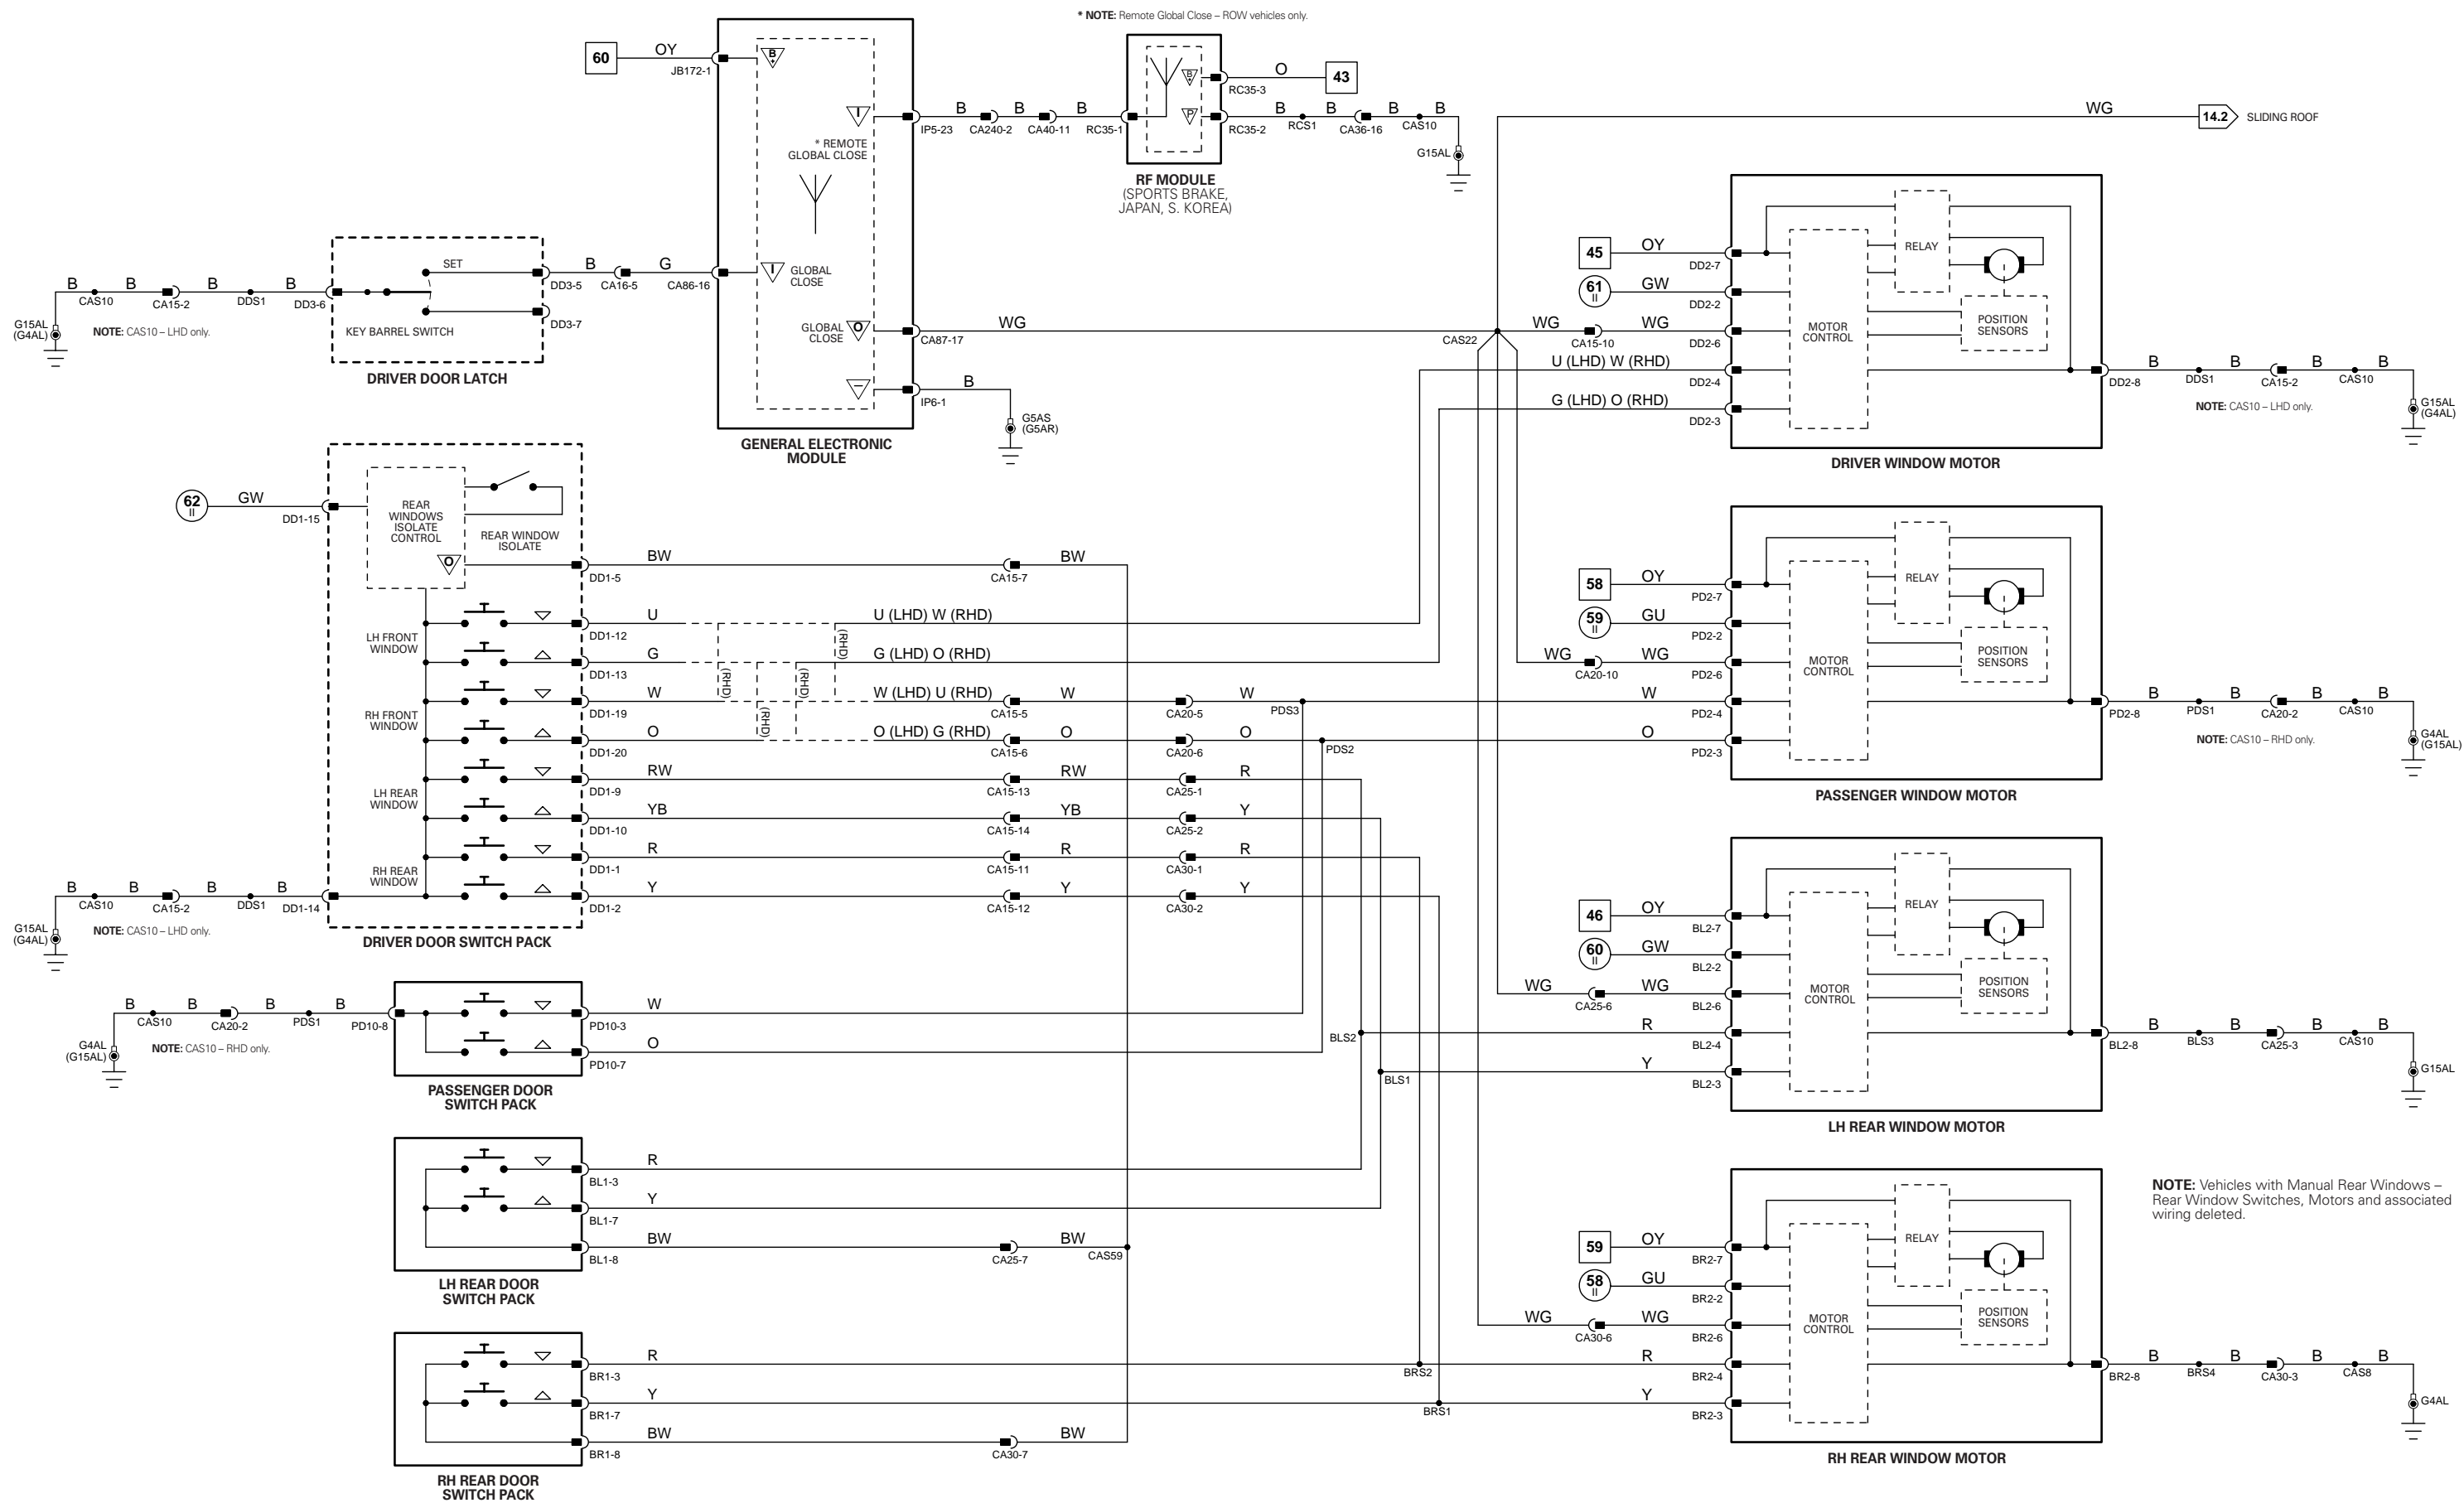 * NOTE: Remote Global Close – ROW vehicles only.
60
OY
JB172-1
B
+
I
* REMOTE
GLOBAL CLOSE
I
GLOBAL
CLOSE
GLOBAL
CLOSE
O
–
GENERAL ELECTRONIC
MODULE
IP5-23
B
CA240-2
B
CA40-11
B
RC35-1
B
+
P
RF MODULE
(SPORTS BRAKE,
JAPAN, S. KOREA)
RC35-3
O
43
RC35-2
B
RCS1
B
CA36-16
B
CAS10
B
G15AL
WG
14.2
SLIDING ROOF
G15AL
(G4AL)
B
CAS10
B
CA15-2
B
DDS1
B
DD3-6
NOTE: CAS10 – LHD only.
SET
KEY BARREL SWITCH
DRIVER DOOR LATCH
DD3-5
B
CA16-5
G
CA86-16
DD3-7
CA87-17
WG
CAS22
IP6-1
B
G5AS
(G5AR)
45
OY
DD2-7
61
II
GW
DD2-2
WG
CA15-10
WG
DD2-6
U (LHD) W (RHD)
DD2-4
G (LHD) O (RHD)
DD2-3
MOTOR
CONTROL
RELAY
POSITION
SENSORS
DRIVER WINDOW MOTOR
DD2-8
B
DDS1
B
CA15-2
B
CAS10
B
G15AL
(G4AL)
NOTE: CAS10 – LHD only.
62
II
GW
DD1-15
REAR
WINDOWS
ISOLATE
CONTROL
O
REAR WINDOW
ISOLATE
DD1-5
BW
CA15-7
BW
LH FRONT
WINDOW
DD1-12
U
U (LHD) W (RHD)
DD1-13
G
G (LHD) O (RHD)
(RHD)
(RHD)
(RHD)
(RHD)
RH FRONT
WINDOW
DD1-19
W
W (LHD) U (RHD)
CA15-5
W
CA20-5
W
PDS3
DD1-20
O
O (LHD) G (RHD)
CA15-6
O
CA20-6
O
PDS2
LH REAR
WINDOW
DD1-9
RW
CA15-13
RW
CA25-1
R
DD1-10
YB
CA15-14
YB
CA25-2
Y
RH REAR
WINDOW
DD1-1
R
CA15-11
R
CA30-1
R
DD1-2
Y
CA15-12
Y
CA30-2
Y
G15AL
(G4AL)
B
CAS10
B
CA15-2
B
DDS1
B
DD1-14
NOTE: CAS10 – LHD only.
DRIVER DOOR SWITCH PACK
58
OY
PD2-7
59
II
GU
PD2-2
WG
CA20-10
WG
PD2-6
W
PD2-4
O
PD2-3
MOTOR
CONTROL
RELAY
POSITION
SENSORS
PASSENGER WINDOW MOTOR
PD2-8
B
PDS1
B
CA20-2
B
CAS10
B
G4AL
(G15AL)
NOTE: CAS10 – RHD only.
G4AL
(G15AL)
B
CAS10
B
CA20-2
B
PDS1
B
PD10-8
NOTE: CAS10 – RHD only.
PD10-3
W
PD10-7
O
PASSENGER DOOR
SWITCH PACK
46
OY
BL2-7
60
II
GW
BL2-2
WG
CA25-6
WG
BL2-6
BLS2
R
BL2-4
BLS1
Y
BL2-3
MOTOR
CONTROL
RELAY
POSITION
SENSORS
LH REAR WINDOW MOTOR
BL2-8
B
BLS3
B
CA25-3
B
CAS10
B
G15AL
BL1-3
R
BL1-7
Y
BL1-8
BW
CA25-7
BW
CAS59
LH REAR DOOR
SWITCH PACK
NOTE: Vehicles with Manual Rear Windows –
Rear Window Switches, Motors and associated
wiring deleted.
59
OY
BR2-7
58
II
GU
BR2-2
WG
CA30-6
WG
BR2-6
R
BR2-4
Y
BR2-3
MOTOR
CONTROL
RELAY
POSITION
SENSORS
RH REAR WINDOW MOTOR
BR2-8
B
BRS4
B
CA30-3
B
CAS8
B
G4AL
BR1-3
R
BRS2
BR1-7
Y
BRS1
BR1-8
BW
CA30-7
BW
RH REAR DOOR
SWITCH PACK